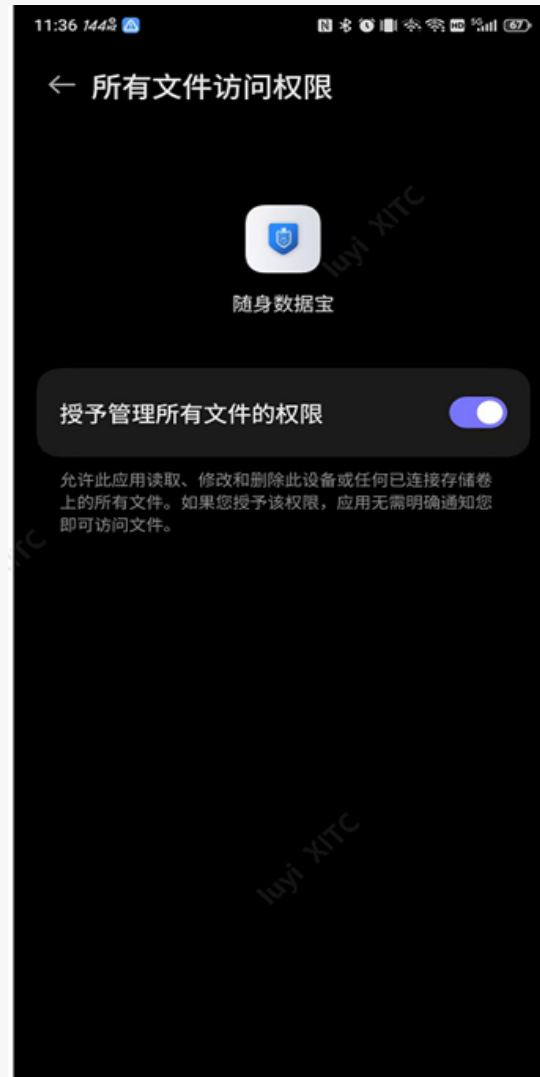 11:36 144Hz
HD 5G 67
所有文件访问权限
luyi XITC
随身数据宝
授予管理所有文件的权限
允许此应用读取、修改和删除此设备或任何已连接存储卷
上的所有文件。如果您授予该权限，应用无需明确通知您
即可访问文件。
XITC
luyi XITC